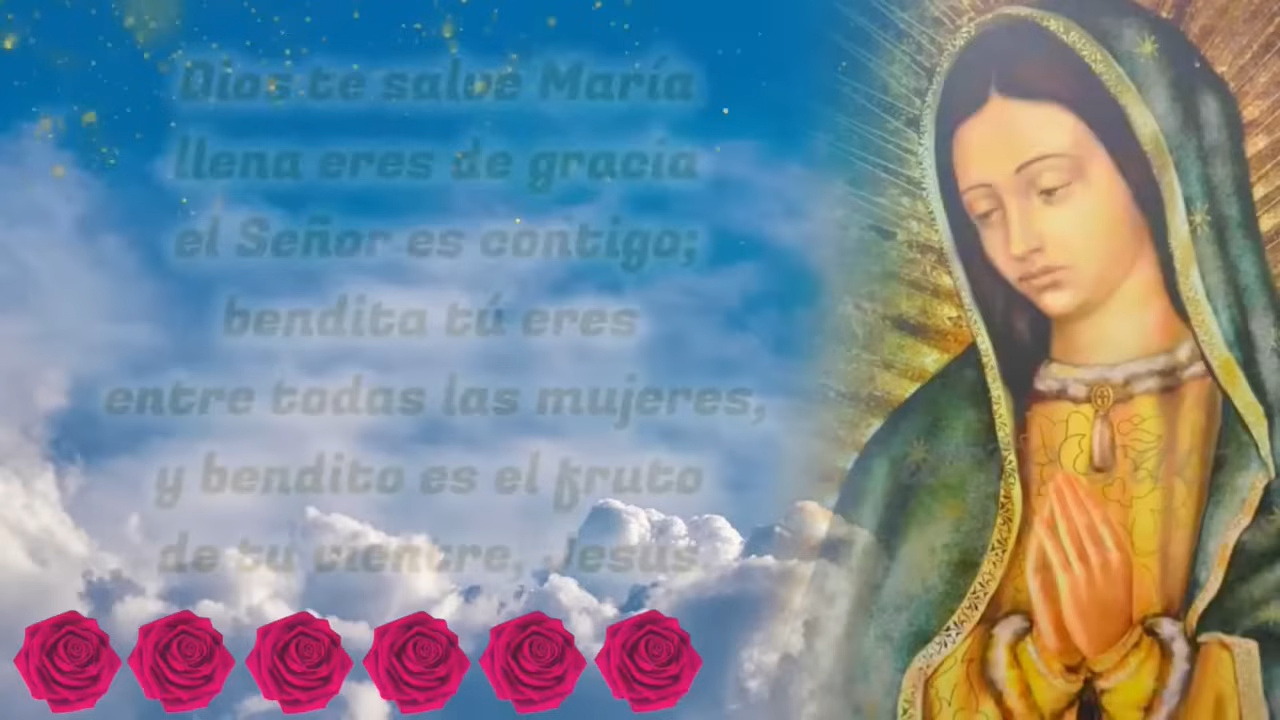 Dios te salve María
llena eres de gracia
el Señor es contigo;
bendita tú eres
entre todas las mujeres,
y bendito es el fruto
de tu vientre, Jesús.